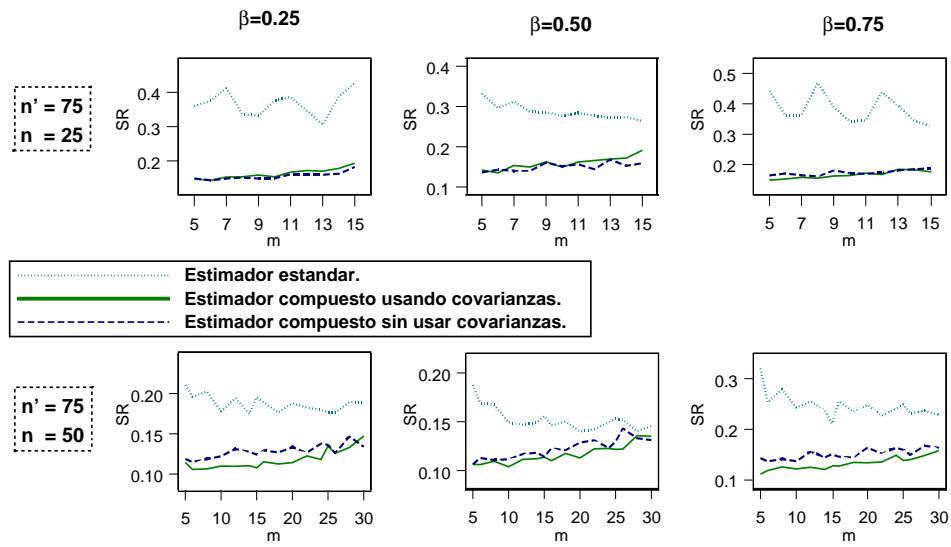 β=0.25
β=0.50
β=0.75
n' = 75
n = 25
SR
0.4
0.3
0.2
5 7 9 11 13 15
m
SR
0.4
0.3
0.2
0.1
5 7 9 11 13 15
m
SR
0.5
0.4
0.3
0.2
5 7 9 11 13 15
m
Estimador estandar.
Estimador compuesto usando covarianzas.
Estimador compuesto sin usar covarianzas.
n' = 75
n = 50
SR
0.20
0.15
0.10
5 10 15 20 25 30
m
SR
0.20
0.15
0.10
5 10 15 20 25 30
m
SR
0.3
0.2
0.1
5 10 15 20 25 30
m